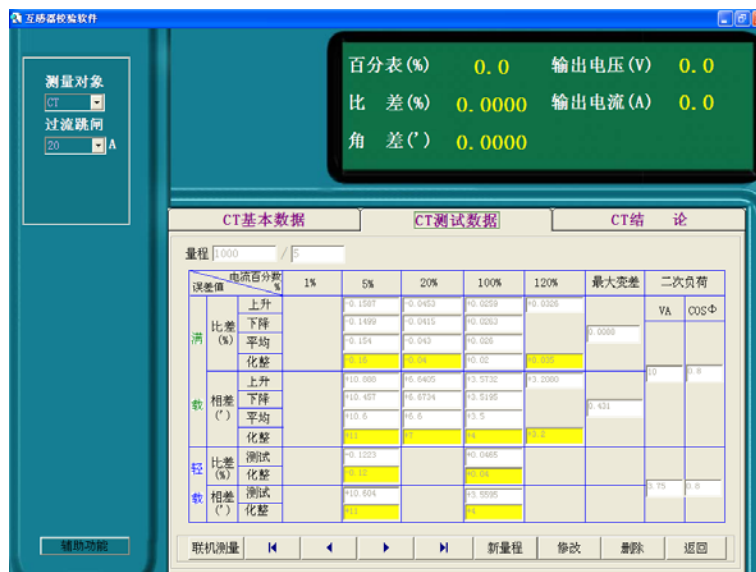 互感器校验软件
测量对象
CT
过流跳闸
20 A
百分表(%) 0.0 输出电压(V) 0.0
比 差(%) 0.0000 输出电流(A) 0.0
角 差(′) 0.0000
CT基本数据 CT测试数据 CT结 论
量程 1000 / 5
电流百分数 %
误差值 1% 5% 20% 100% 120% 最大变差 二次负荷
VA COSΦ
满载
比差(%)
上升 -0.1587 -0.0453 +0.0259 +0.0326
下降 -0.1499 -0.0415 +0.0263
平均 -0.154 -0.043 +0.026
化整 -0.16 -0.04 +0.02 +0.035
0.0088
10 0.8
相差(′)
上升 +10.888 +6.6405 +3.5732 +3.2000
下降 +10.457 +6.6734 +3.5195
平均 +10.6 +6.6 +3.5
化整 +11 +7 +4 +3.2
0.431
轻载
比差(%)
测试 -0.1223 +0.0465
化整 -0.12 +0.04
相差(′)
测试 +10.604 +3.5595
化整 +11 +4
3.75 0.8
辅助功能
联机测量 新量程 修改 删除 返回